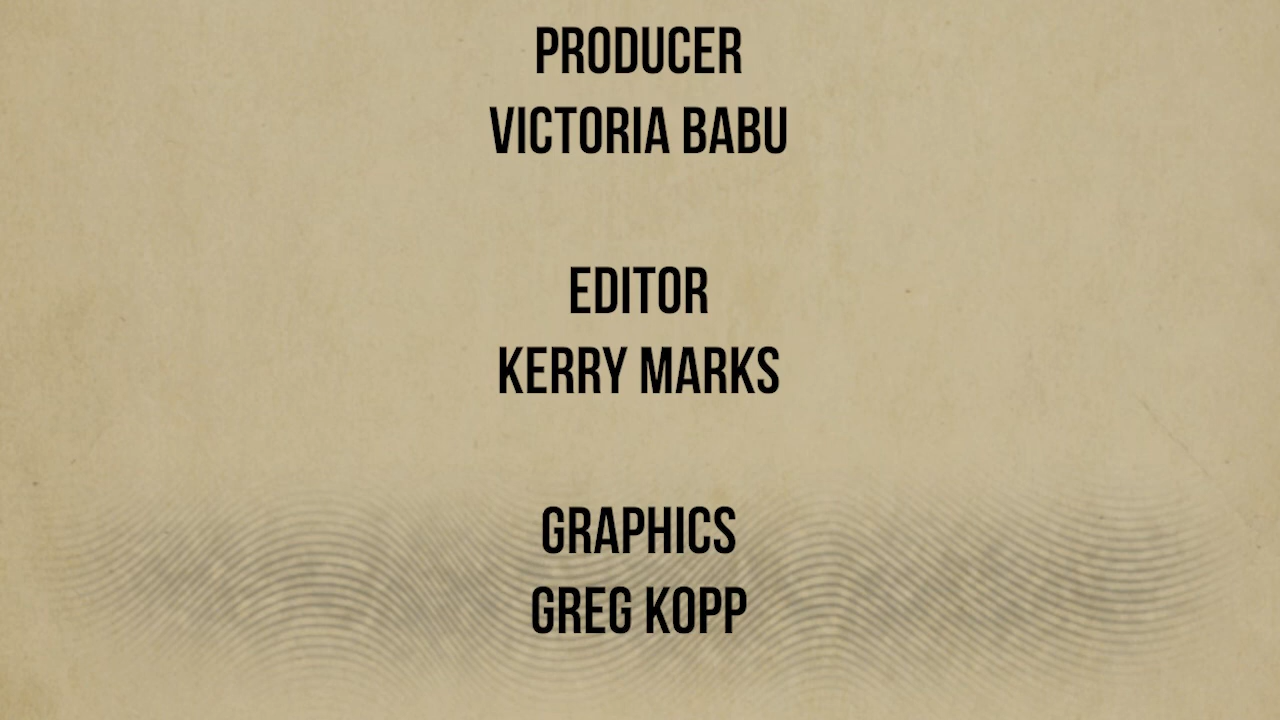 PRODUCER
VICTORIA BABU
EDITOR
KERRY MARKS
GRAPHICS
GREG KOPP